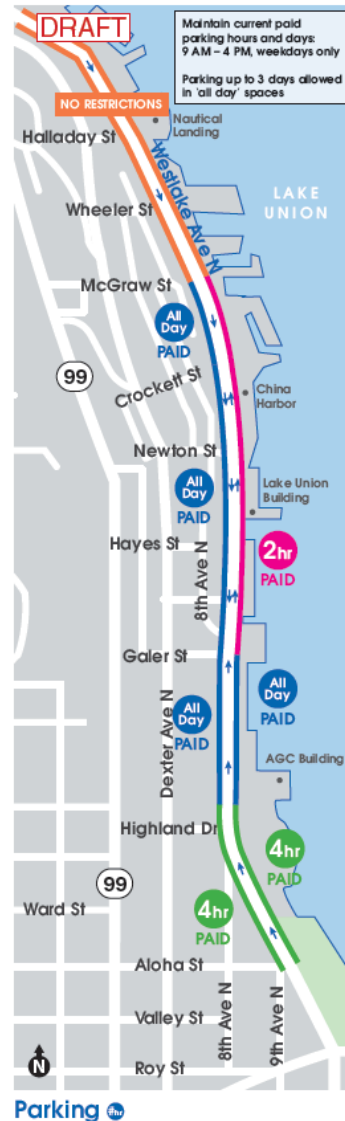 DRAFT
Maintain current paid
parking hours and days:
9 AM – 4 PM, weekdays only
Parking up to 3 days allowed
in 'all day' spaces
NO RESTRICTIONS
Nautical
Landing
Halladay St
Westlake Ave N
LAKE
UNION
Wheeler St
McGraw St
All
Day
PAID
99
Crockett St
China
Harbor
Newton St
All
Day
PAID
Lake Union
Building
Hayes St
8th Ave N
2hr
PAID
Galer St
All
Day
PAID
All
Day
PAID
Dexter Ave N
AGC Building
Highland Dr
4hr
PAID
99
4hr
PAID
Ward St
Aloha St
8th Ave N
9th Ave N
Valley St
N
Roy St
Parking #hr